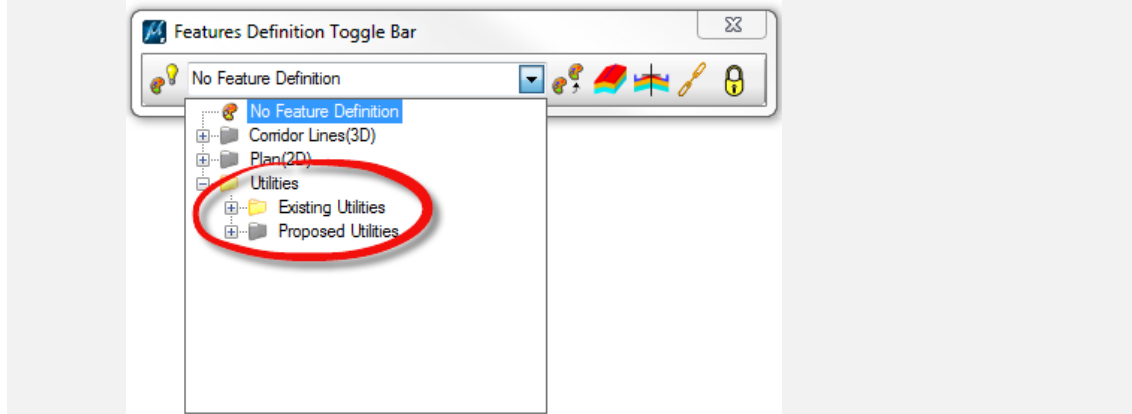 Features Definition Toggle Bar
No Feature Definition
No Feature Definition
Corridor Lines(3D)
Plan(2D)
Utilities
Existing Utilities
Proposed Utilities